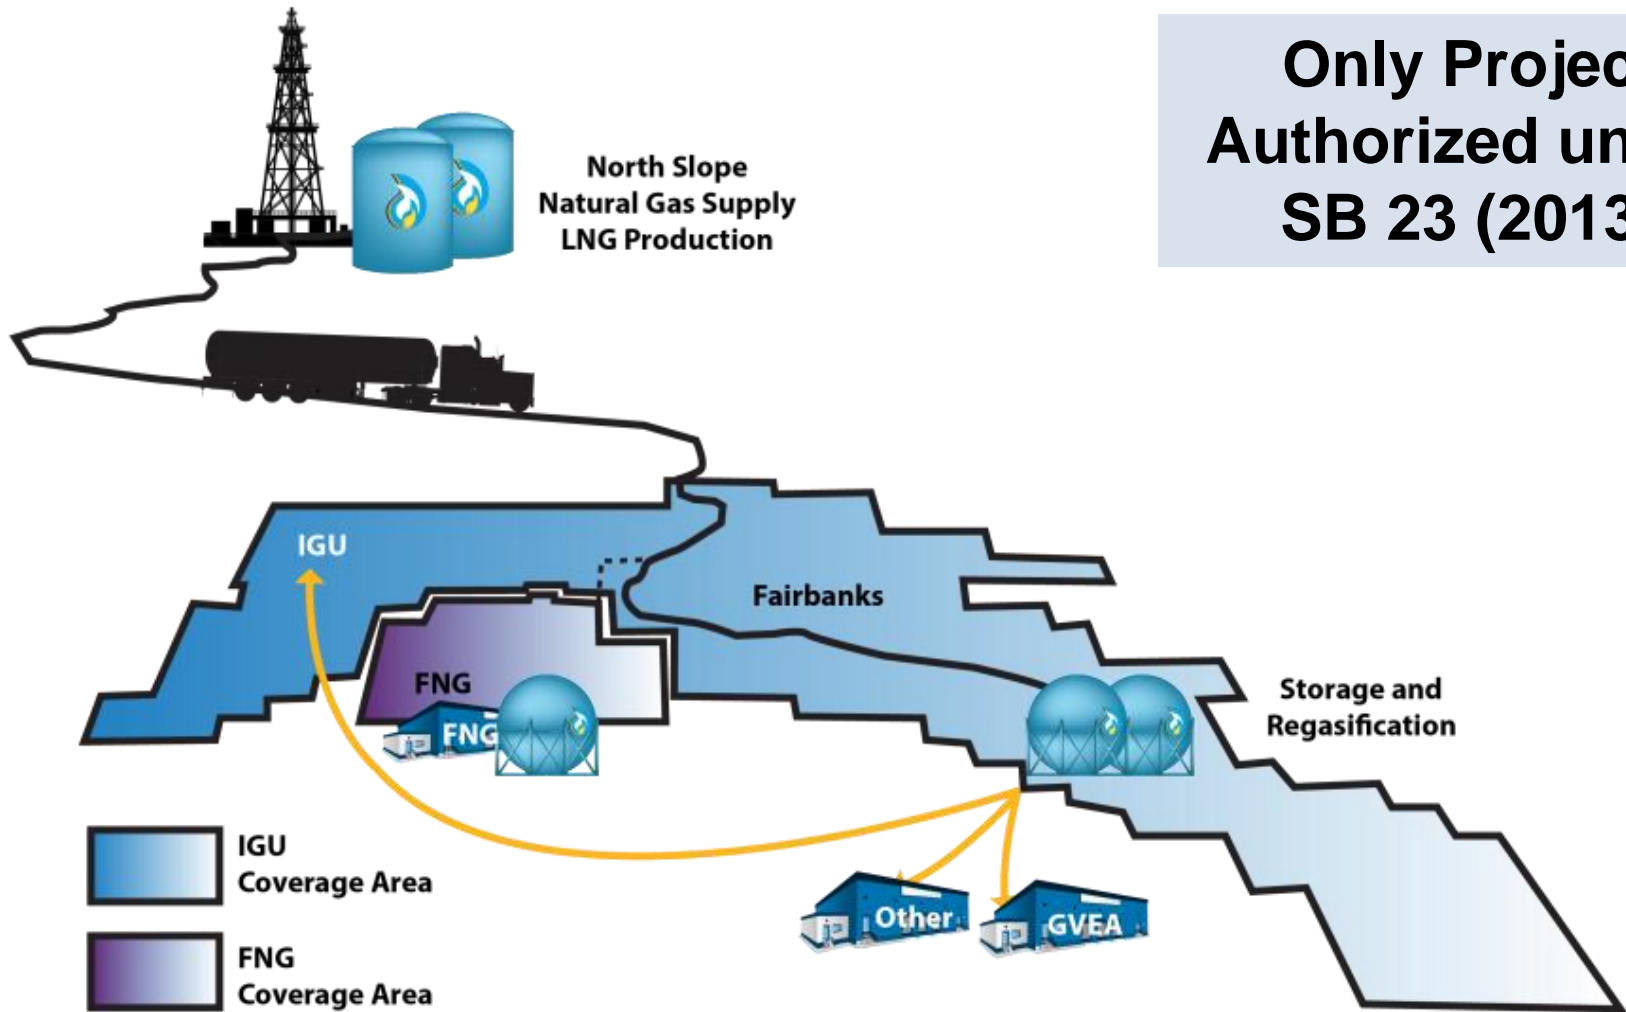 Only Projec
Authorized un
SB 23 (2013
North Slope
Natural Gas Supply
LNG Production
IGU
Fairbanks
FNG
FNG
Storage and
Regasification
Other
GVEA
IGU
Coverage Area
FNG
Coverage Area